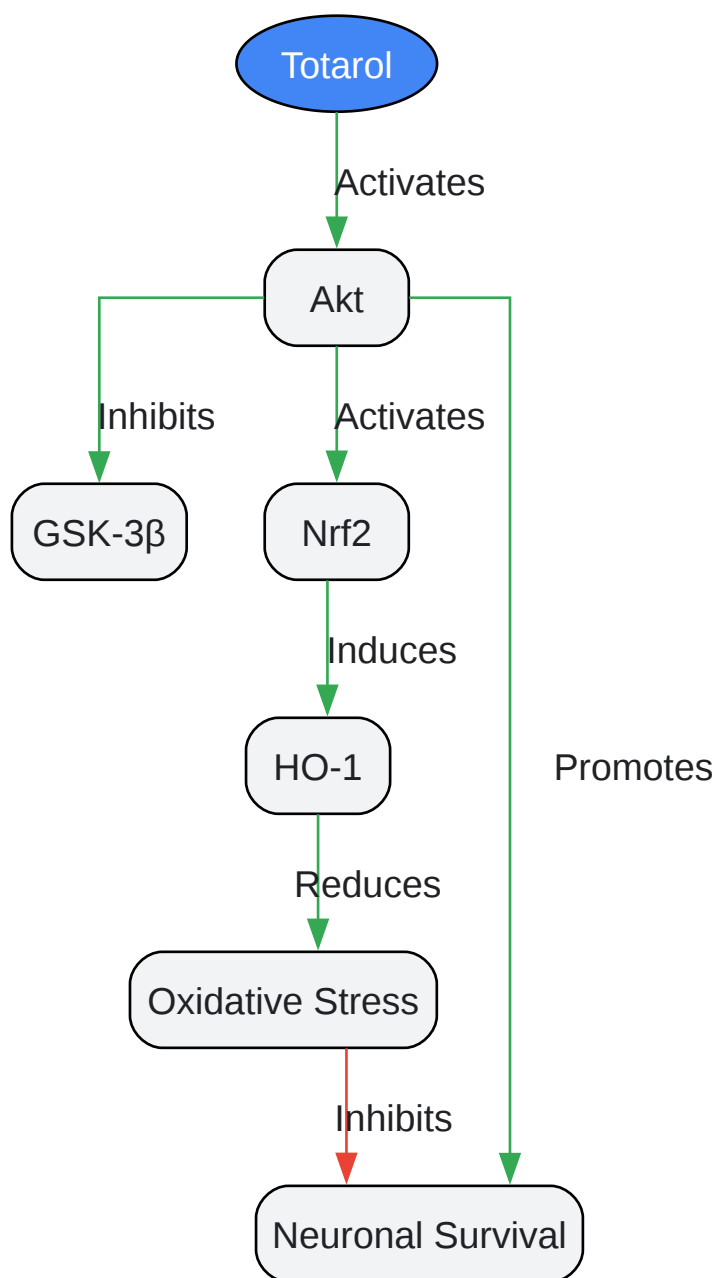 Totarol
Activates
Akt
Inhibits
Activates
GSK-3β
Nrf2
Induces
HO-1
Promotes
Reduces
Oxidative Stress
Inhibits
Neuronal Survival